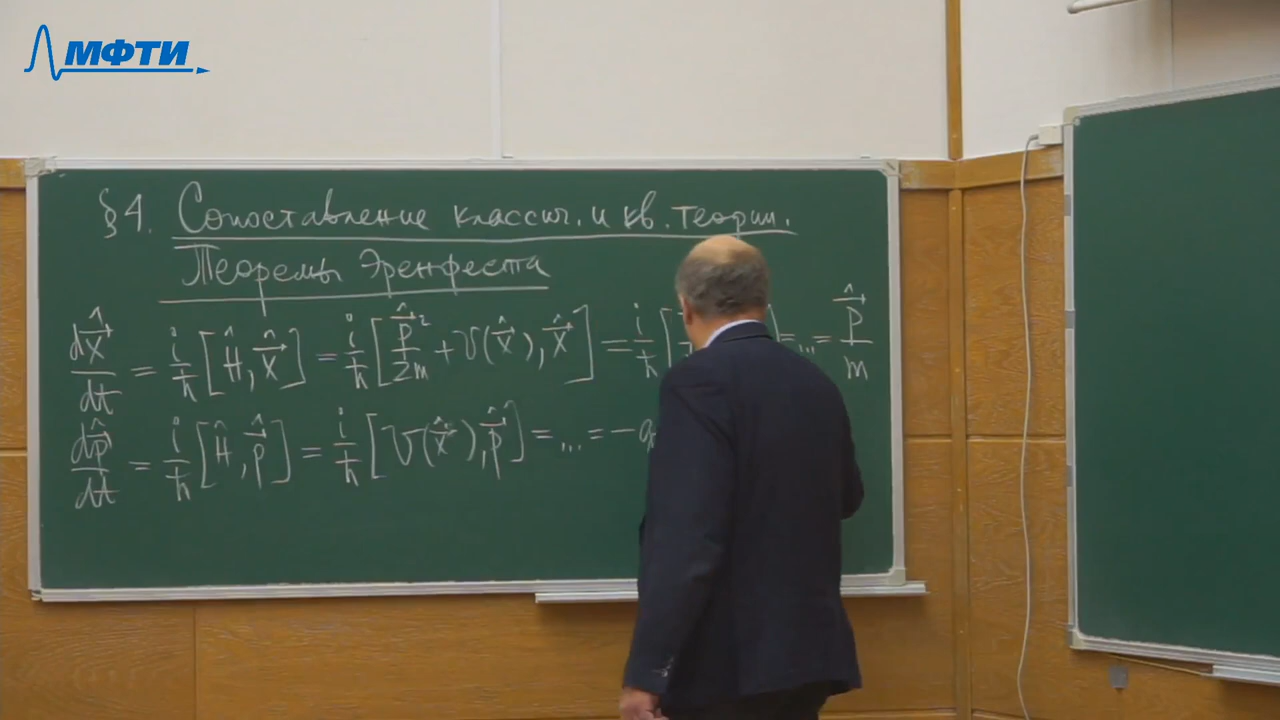 МФТИ
§4. Сопоставление классич. и кв. теории.
Теоремы Эренфеста
dx̂⃗/dt = i/ħ [Ĥ, x̂⃗] = i/ħ [p̂⃗²/2m + U(x̂⃗), x̂⃗] = i/ħ [ = ... = p̂⃗/m
dp̂⃗/dt = i/ħ [Ĥ, p̂⃗] = i/ħ [U(x̂⃗), p̂⃗] = ... = −